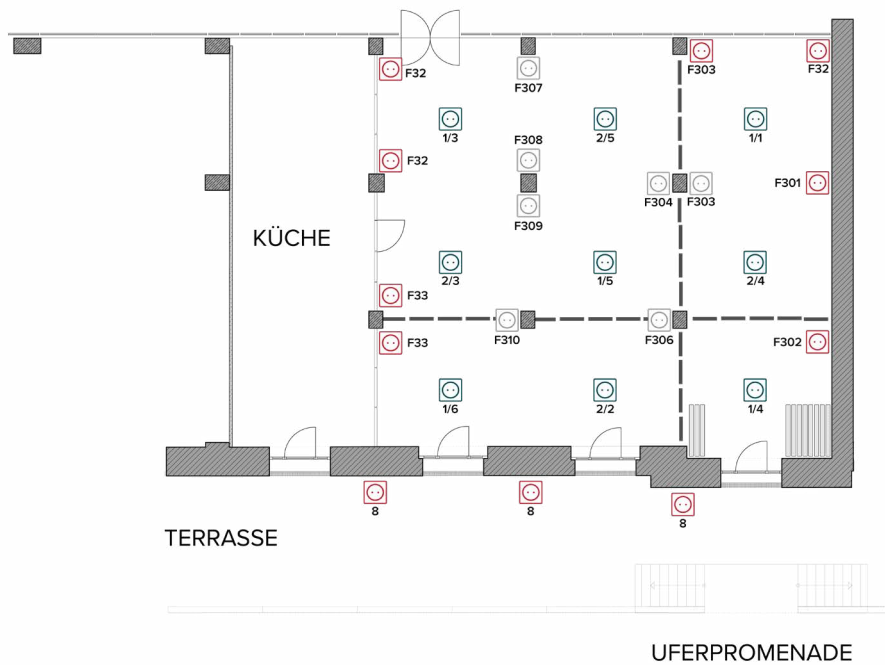 F32
F307
F303
F32
1/3
2/5
1/1
F308
F32
F304
F303
F301
F309
KÜCHE
2/3
1/5
2/4
F33
F33
F310
F306
F302
1/6
2/2
1/4
8
8
8
TERRASSE
UFERPROMENADE